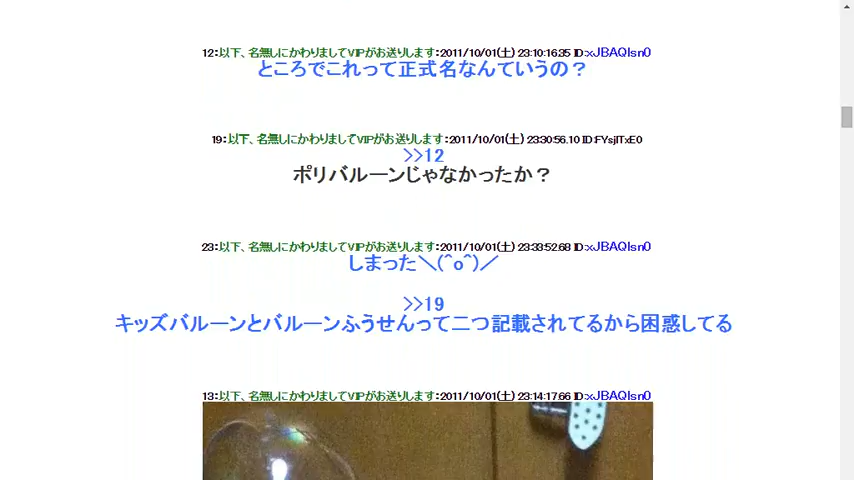 12:以下、名無しにかわりましてVIPがお送りします:2011/10/01(土) 23:10:16.35 ID:xJBAQIsn0
ところでこれって正式名なんていうの？
19:以下、名無しにかわりましてVIPがお送りします:2011/10/01(土) 23:30:56.10 ID:FYsjITxE0
>>12
ポリバルーンじゃなかったか？
23:以下、名無しにかわりましてVIPがお送りします:2011/10/01(土) 23:33:52.68 ID:xJBAQIsn0
しまった＼(^o^)／
>>19
キッズバルーンとバルーンふうせんって二つ記載されてるから困惑してる
13:以下、名無しにかわりましてVIPがお送りします:2011/10/01(土) 23:14:17.66 ID:xJBAQIsn0